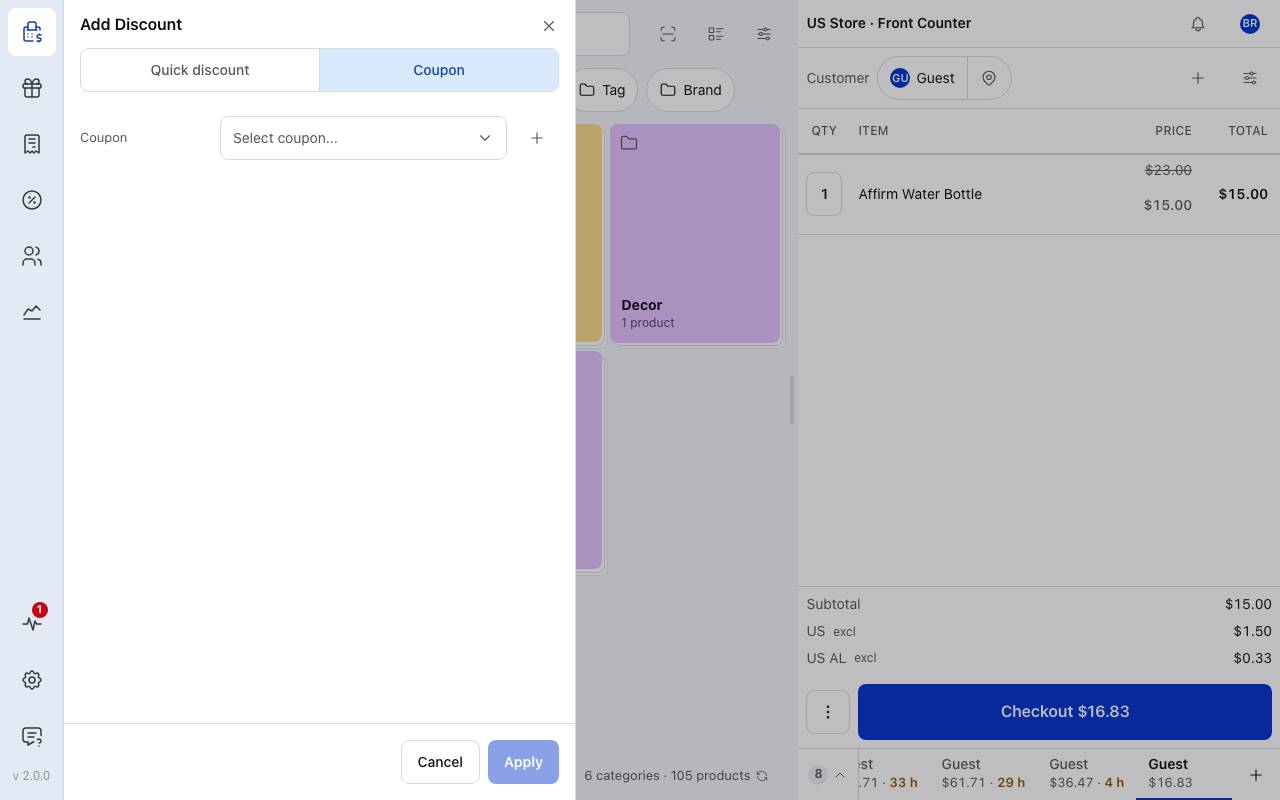 Add Discount
Quick discount
Coupon
Coupon
Select coupon...
Cancel
Apply
1
v 2.0.0
Tag
Brand
Decor
1 product
6 categories · 105 products
US Store · Front Counter
BR
Customer
GU Guest
QTY ITEM PRICE TOTAL
$23.00
1 Affirm Water Bottle $15.00
$15.00
Subtotal $15.00
US excl $1.50
US AL excl $0.33
Checkout $16.83
8
est
.71 · 33 h
Guest
$61.71 · 29 h
Guest
$36.47 · 4 h
Guest
$16.83